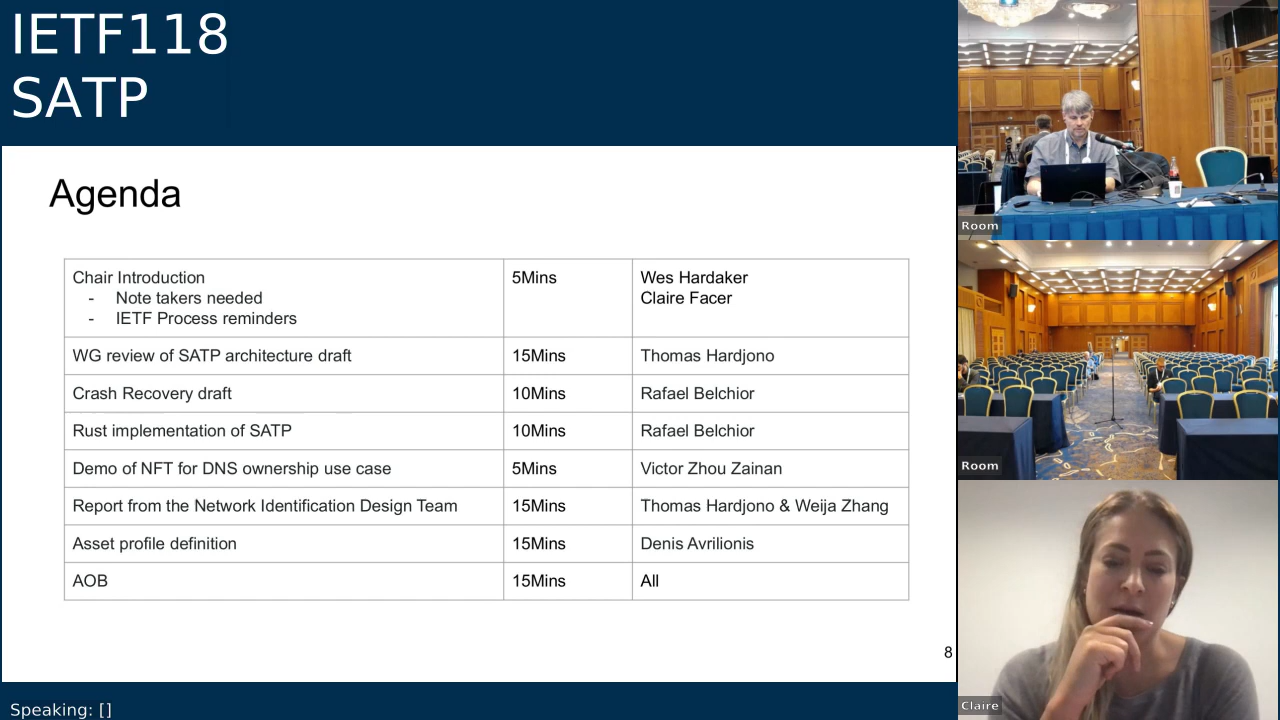 IETF118
SATP
Agenda
Chair Introduction 5Mins Wes Hardaker
- Note takers needed Claire Facer
- IETF Process reminders
WG review of SATP architecture draft 15Mins Thomas Hardjono
Crash Recovery draft 10Mins Rafael Belchior
Rust implementation of SATP 10Mins Rafael Belchior
Demo of NFT for DNS ownership use case 5Mins Victor Zhou Zainan
Report from the Network Identification Design Team 15Mins Thomas Hardjono & Weija Zhang
Asset profile definition 15Mins Denis Avrilionis
AOB 15Mins All
8
Speaking: []
Room
Room
Claire